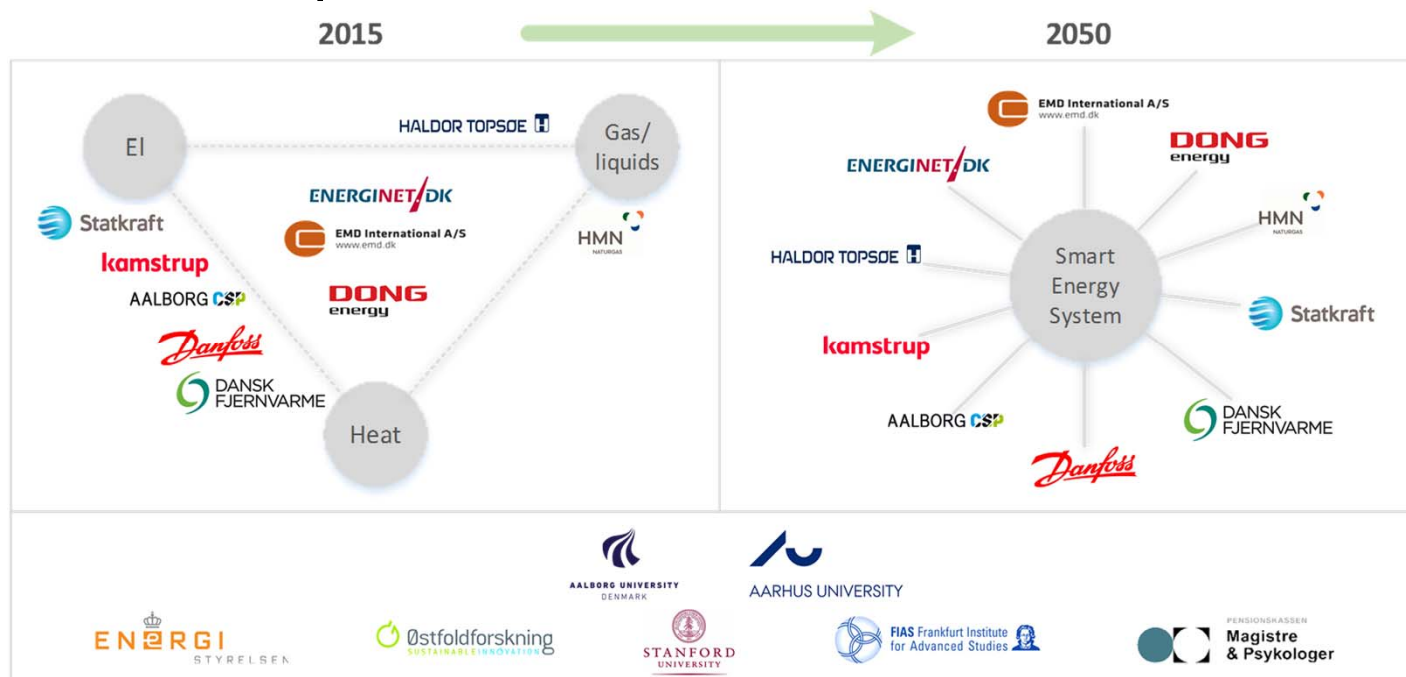 2015
2050
El
HALDOR TOPSØE
Gas/
liquids
ENERGINET/DK
Statkraft
EMD International A/S
www.emd.dk
HMN
NATURGAS
kamstrup
AALBORG CSP
DONG
energy
Danfoss
DANSK
FJERNVARME
Heat
EMD International A/S
www.emd.dk
DONG
energy
ENERGINET/DK
HMN
NATURGAS
HALDOR TOPSØE
Smart
Energy
System
Statkraft
kamstrup
AALBORG CSP
DANSK
FJERNVARME
Danfoss
AALBORG UNIVERSITY
DENMARK
AARHUS UNIVERSITY
ENERGI
STYRELSEN
Østfoldforskning
SUSTAINABLE INNOVATION
STANFORD
UNIVERSITY
FIAS Frankfurt Institute
for Advanced Studies
PENSIONSKASSEN
Magistre
& Psykologer